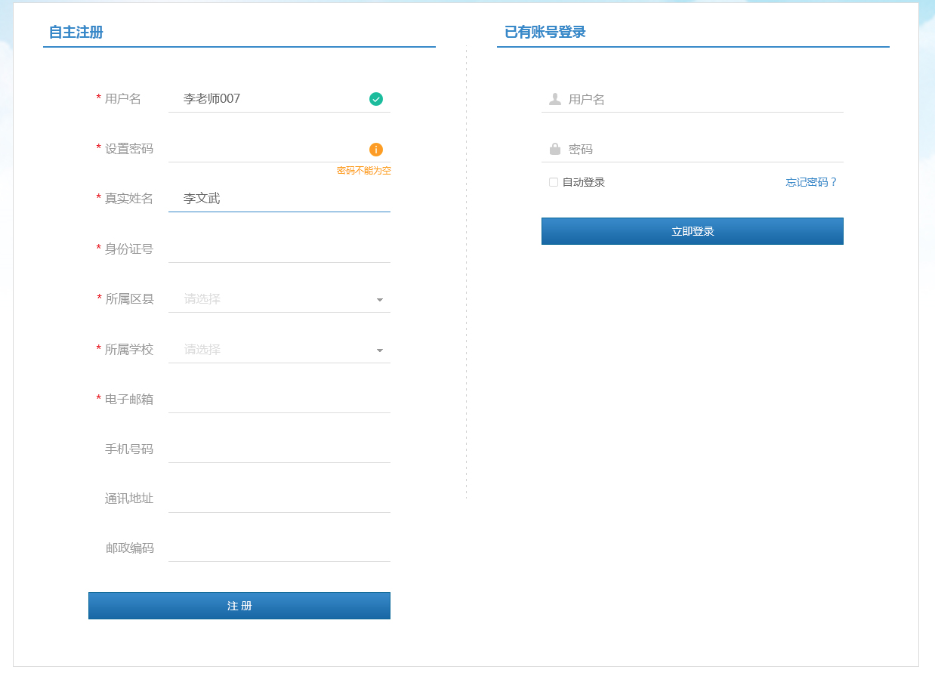 自主注册
* 用户名 李老师007
* 设置密码
密码不能为空
* 真实姓名 李文武
* 身份证号
* 所属区县 请选择
* 所属学校 请选择
* 电子邮箱
手机号码
通讯地址
邮政编码
注 册
已有账号登录
用户名
密码
自动登录 忘记密码？
立即登录